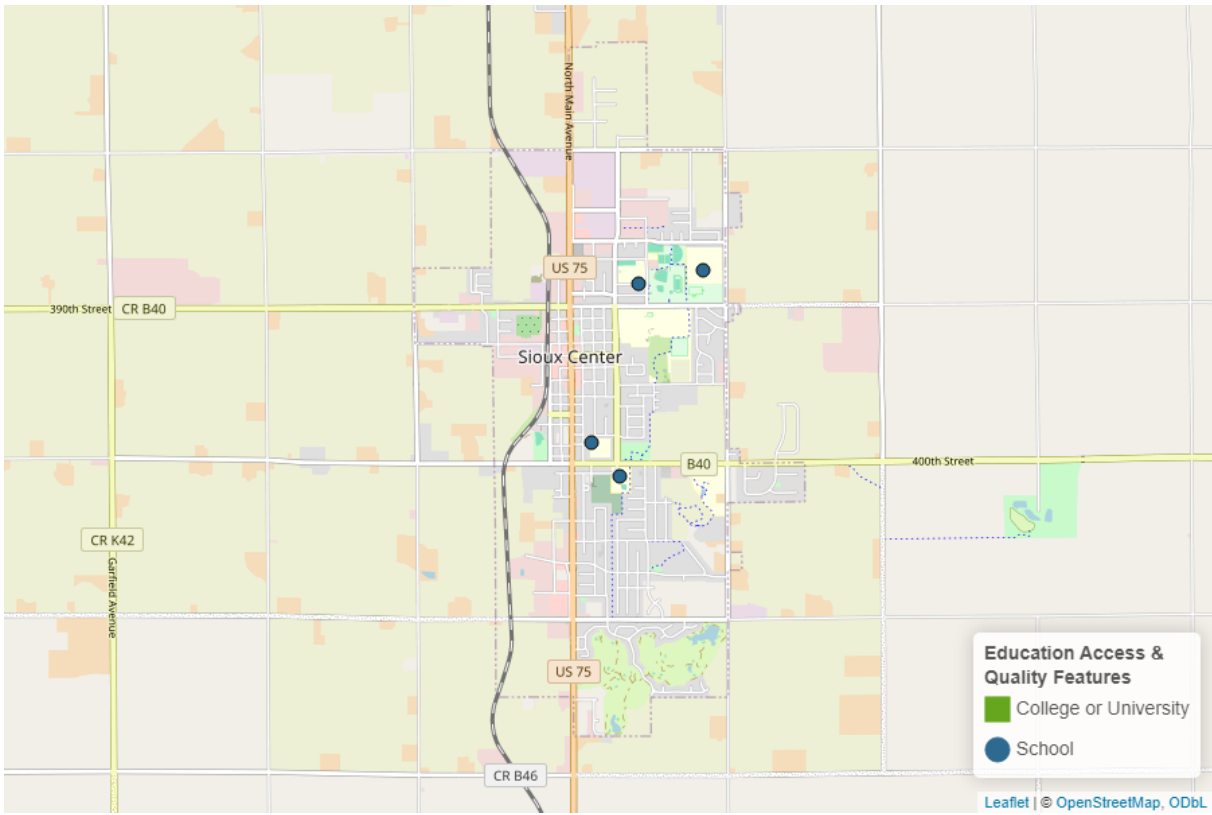 North Main Avenue
US 75
390th Street
CR B40
Sioux Center
B40
400th Street
CR K42
Garfield Avenue
US 75
CR B46
Education Access &
Quality Features
College or University
School
Leaflet | © OpenStreetMap, ODbL